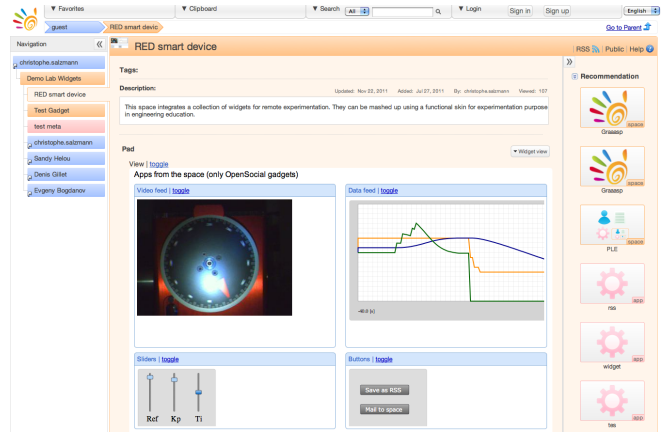 ▼ Favorites
▼ Clipboard
▼ Search All
▼ Login Sign in Sign up
English
guest RED smart devic
Go to Parent
Navigation
RED smart device
RSS | Public | Help
christophe.salzmann
Demo Lab Widgets
RED smart device
Test Gadget
test meta
christophe.salzmann
Sandy Helou
Denis Gillet
Evgeny Bogdanov
Tags:
Description:
Updated: Nov 22, 2011 Added: Jul 27, 2011 By: christophe.salzmann Viewed: 107
This space integrates a collection of widgets for remote experimentation. They can be mashed up using a functional skin for experimentation purpose
in engineering education.
Pad
▾ Widget view
View | toggle
Apps from the space (only OpenSocial gadgets)
Video feed | toggle
Data feed | toggle
-40.0 [s]
Sliders | toggle
Ref Kp Ti
Buttons | toggle
Save as RSS
Mail to space
Recommendation
space
Graaasp
space
Graaasp
space
PLE
app
rss
app
widget
app
tes